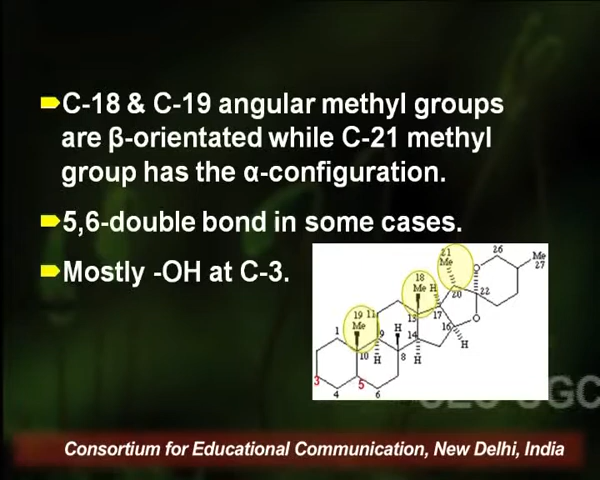 C-18 & C-19 angular methyl groups
are β-orientated while C-21 methyl
group has the α-configuration.
5,6-double bond in some cases.
Mostly -OH at C-3.
21
Me
26
Me
27
O
18
Me H
20
22
19 11
Me
13
17
16
O
1
H
9
14
H
10
H
8
H
3
5
4
6
CEC UGC
Consortium for Educational Communication, New Delhi, India